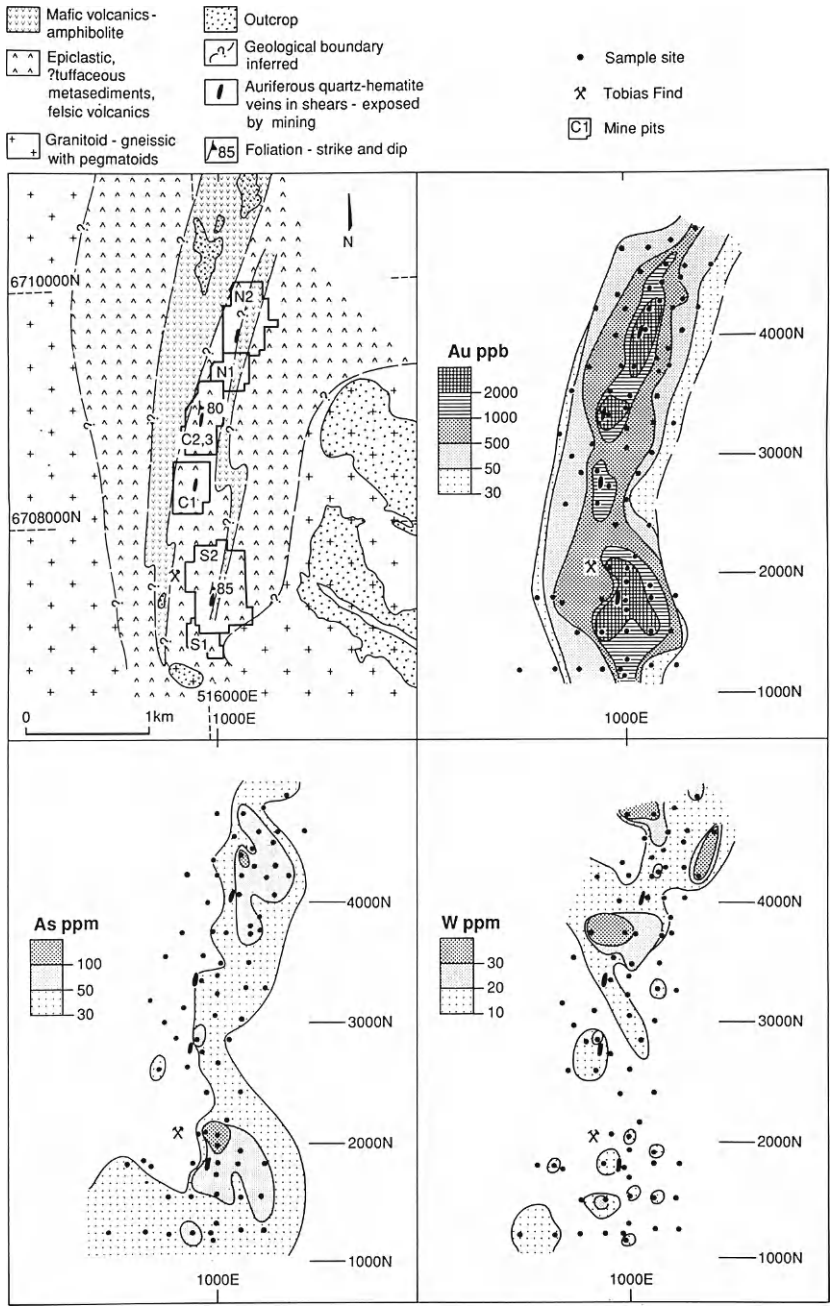 Mafic volcanics-
amphibolite
Epiclastic,
?tuffaceous
metasediments,
felsic volcanics
Granitoid - gneissic
with pegmatoids
Outcrop
?
Geological boundary
inferred
Auriferous quartz-hematite
veins in shears - exposed
by mining
85
Foliation - strike and dip
Sample site
Tobias Find
C1
Mine pits
N
6710000N
N2
N1
80
C2,3
C1
6708000N
S2
85
S1
516000E
0
1km
1000E
Au ppb
2000
1000
500
50
30
4000N
3000N
2000N
1000N
1000E
As ppm
100
50
30
4000N
3000N
2000N
1000N
1000E
W ppm
30
20
10
4000N
3000N
2000N
1000N
1000E